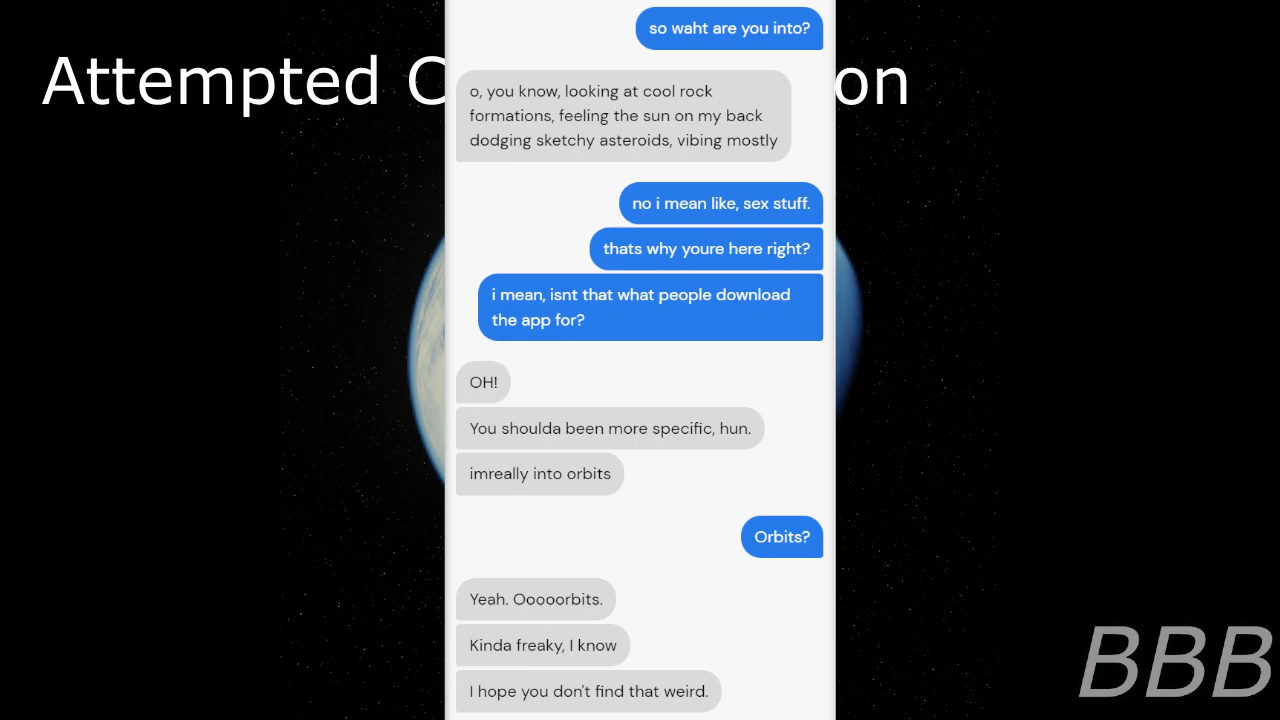 so waht are you into?
Attempted C
on
o, you know, looking at cool rock
formations, feeling the sun on my back
dodging sketchy asteroids, vibing mostly
no i mean like, sex stuff.
thats why youre here right?
i mean, isnt that what people download
the app for?
OH!
You shoulda been more specific, hun.
imreally into orbits
Orbits?
Yeah. Ooooorbits.
Kinda freaky, I know
I hope you don't find that weird.
BBB